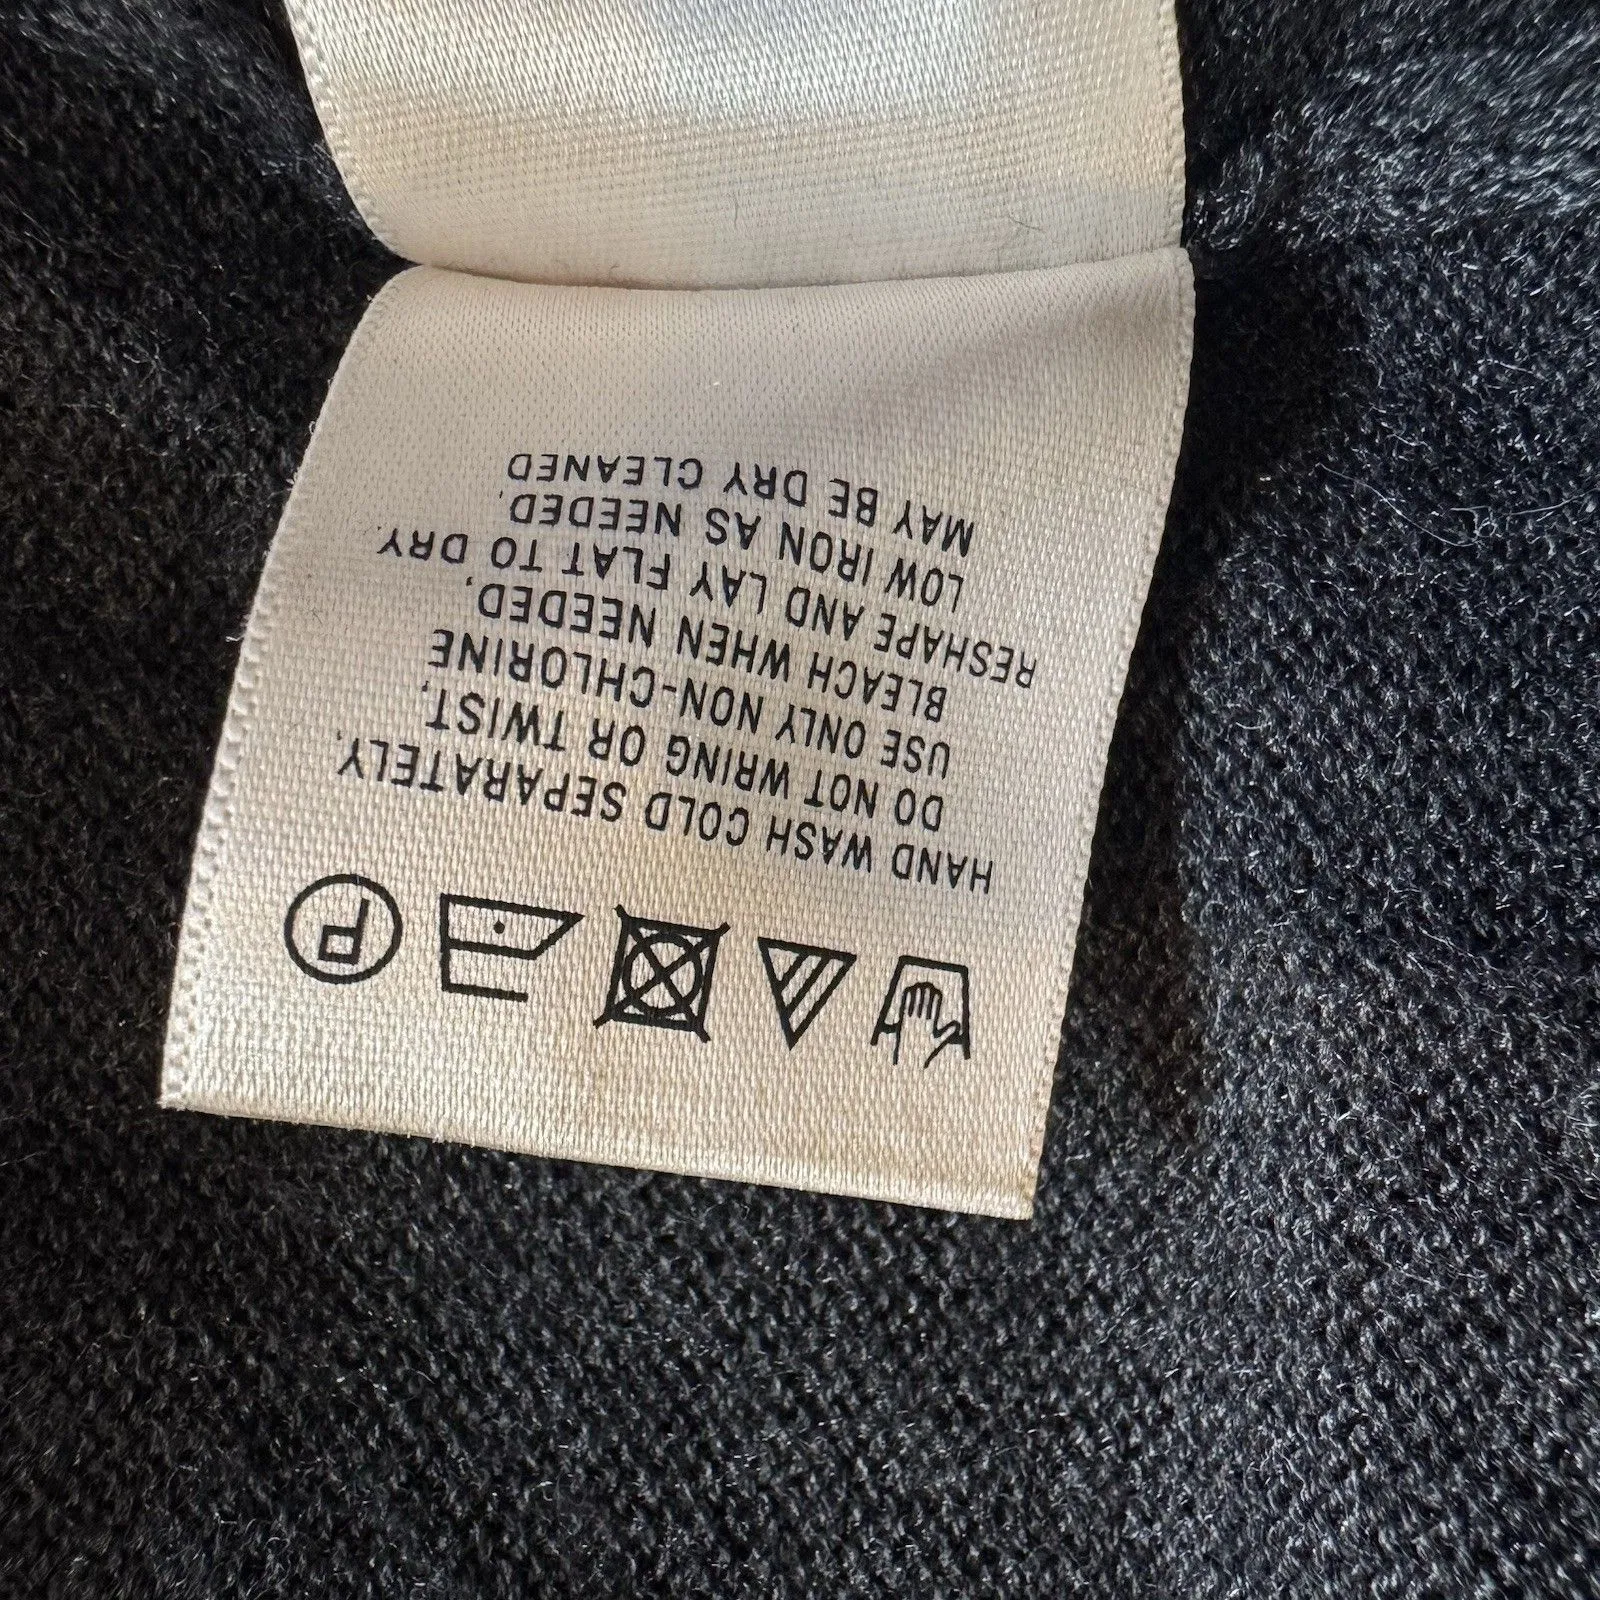 P
HAND WASH COLD SEPARATELY.
DO NOT WRING OR TWIST.
USE ONLY NON-CHLORINE
BLEACH WHEN NEEDED.
RESHAPE AND LAY FLAT TO DRY.
LOW IRON AS NEEDED.
MAY BE DRY CLEANED